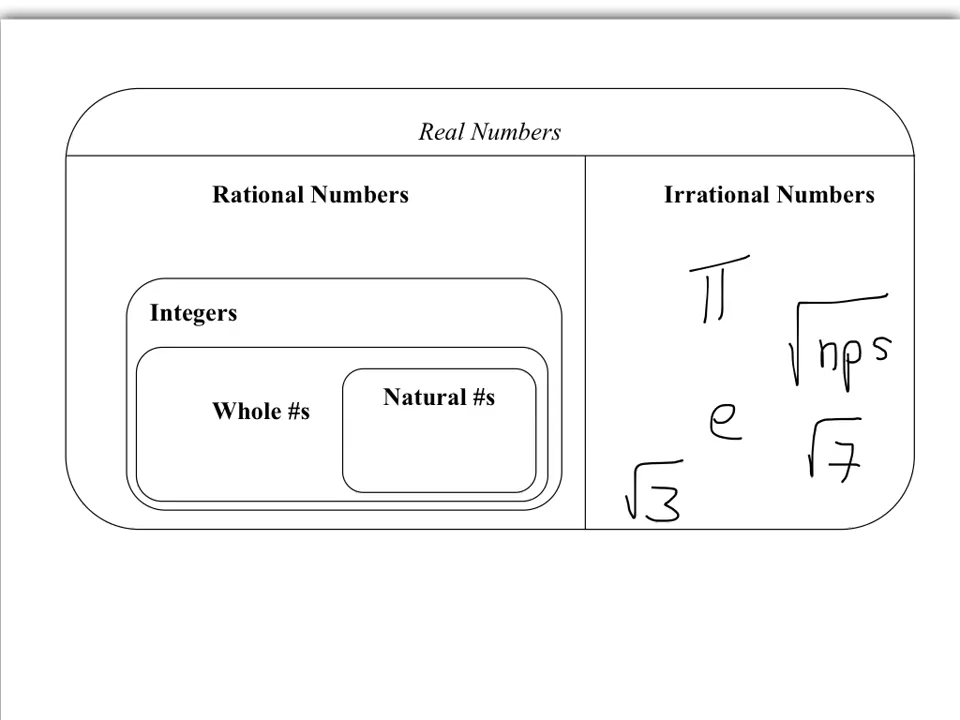 Real Numbers
Rational Numbers
Irrational Numbers
π
Integers
√nps
Whole #s
Natural #s
e
√7
√3